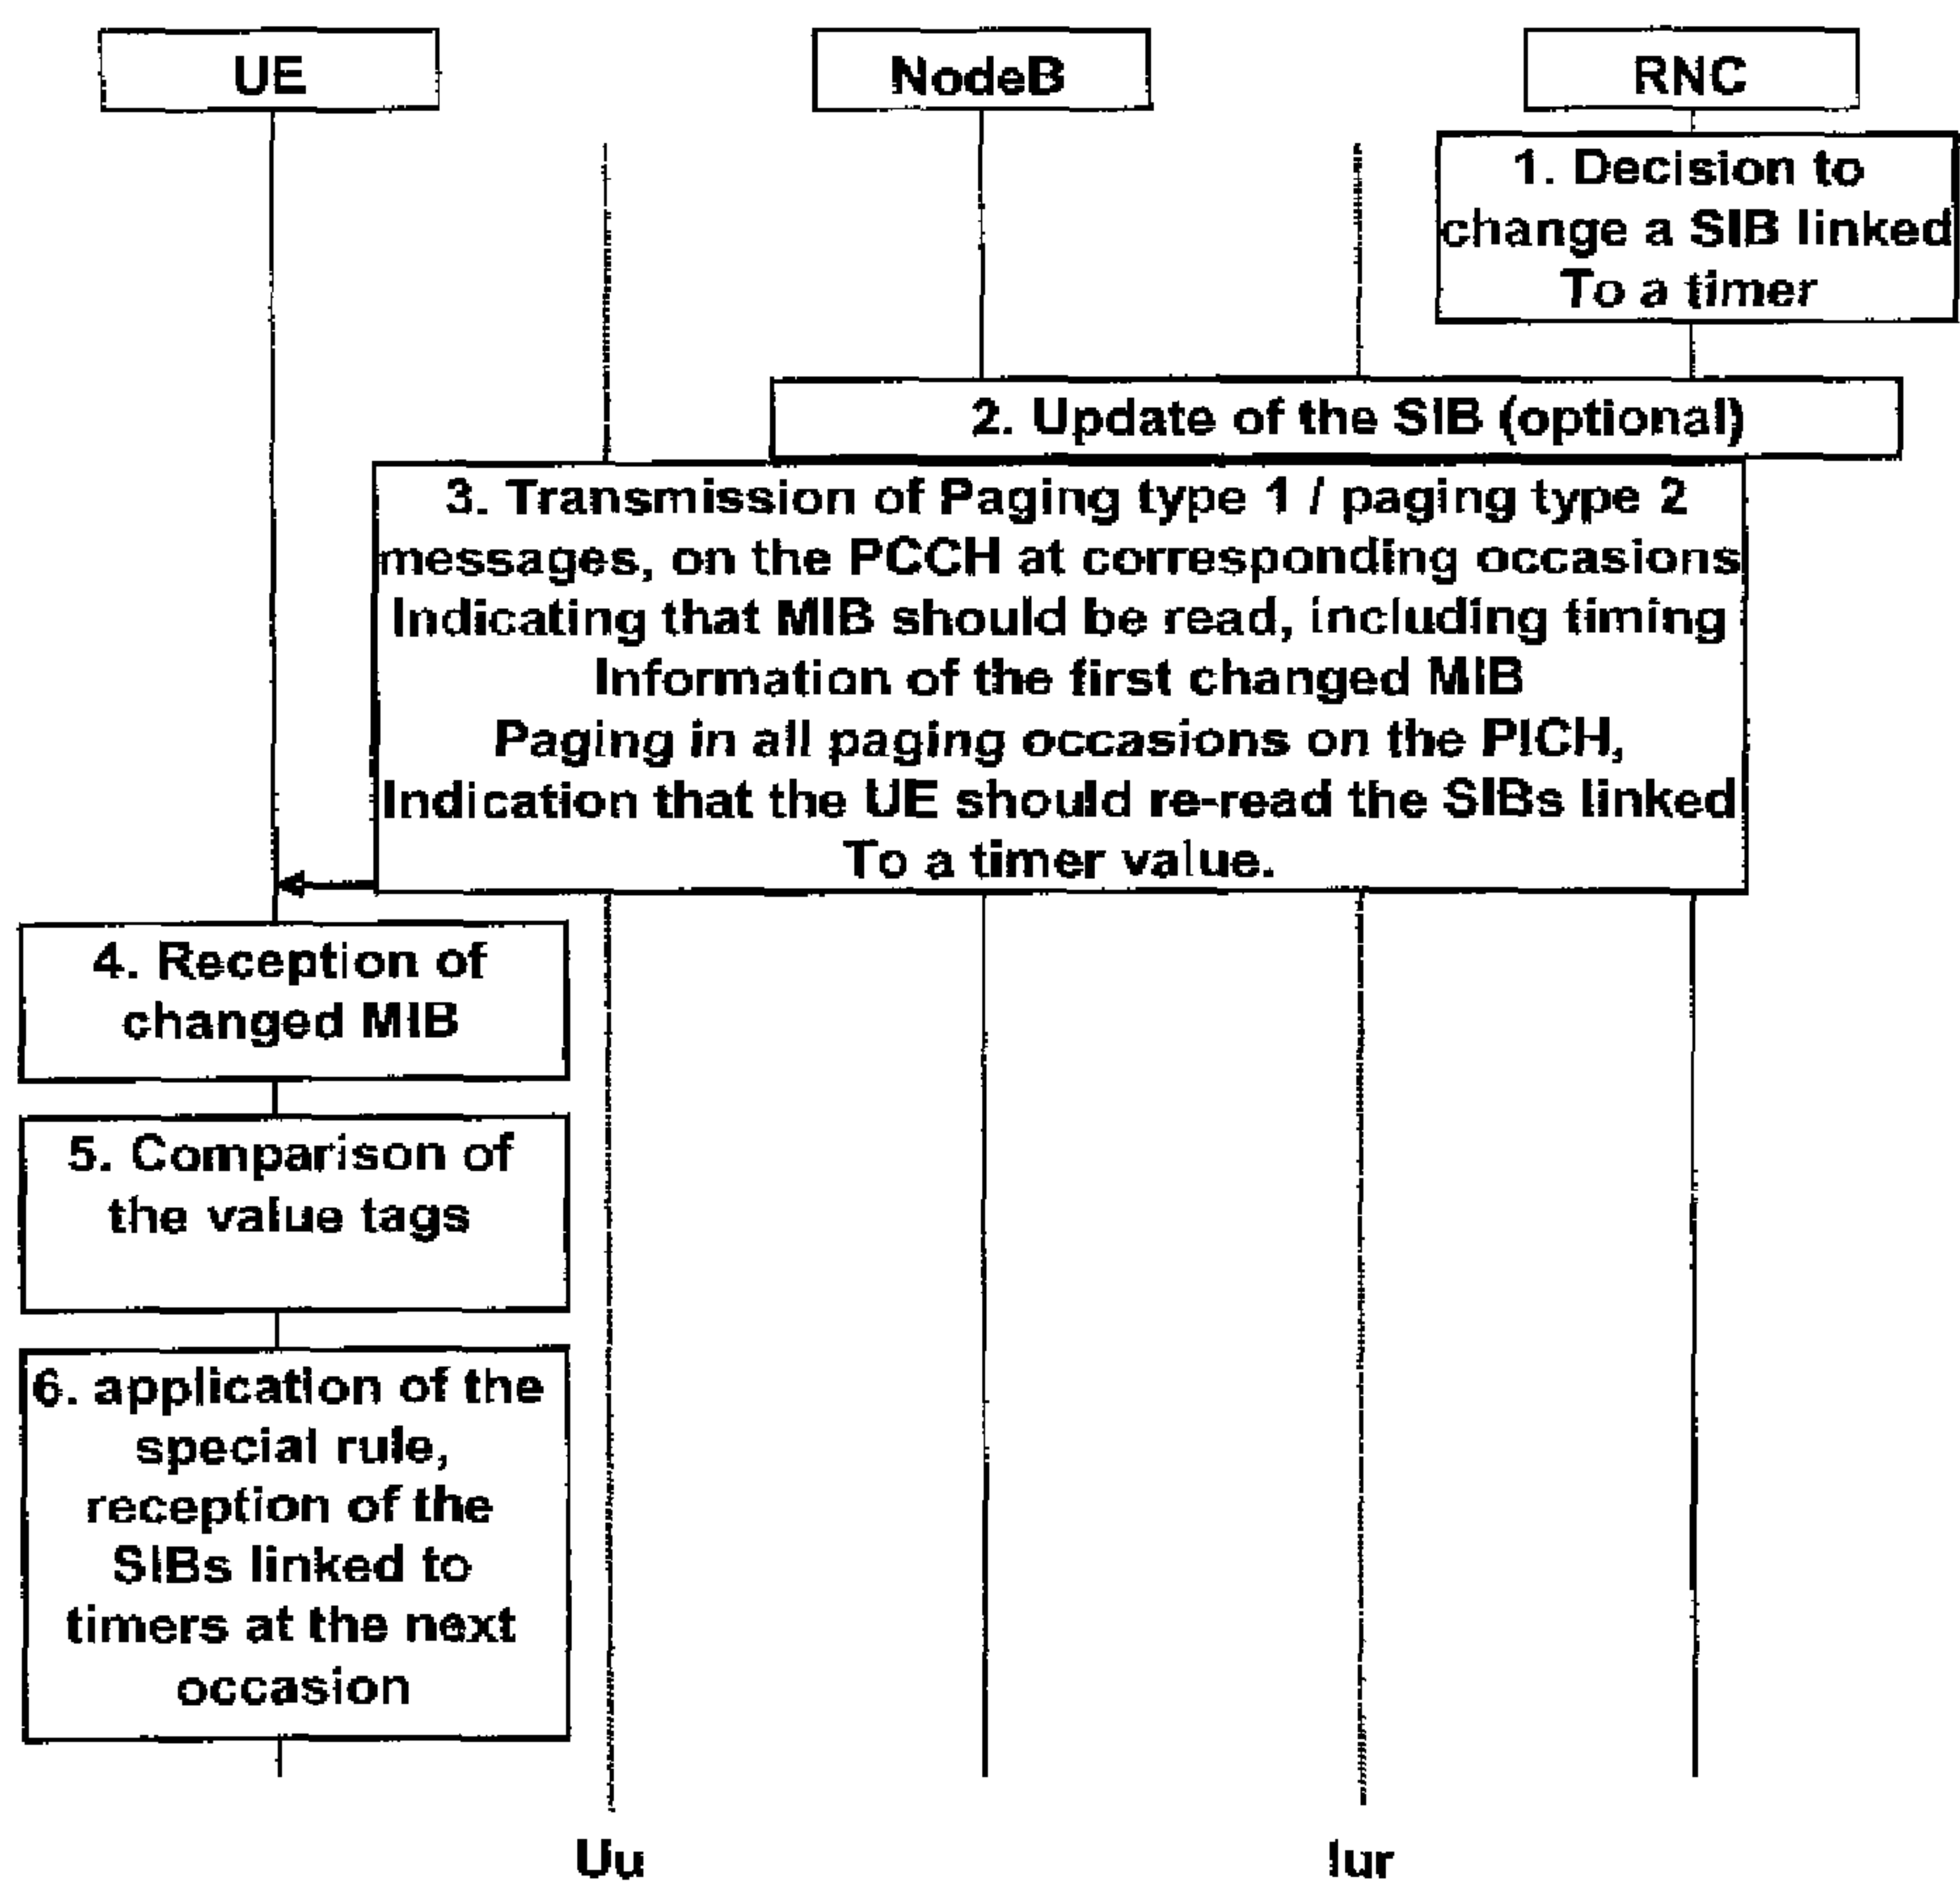 UE
NodeB
RNC
1. Decision to
change a SIB linked
To a timer
2. Update of the SIB (optional)
3. Transmission of Paging type 1 / paging type 2
messages, on the PCCH at corresponding occasions
Indicating that MIB should be read, including timing
Information of the first changed MIB
Paging in all paging occasions on the PICH,
Indication that the UE should re-read the SIBs linked
To a timer value.
4. Reception of
changed MIB
5. Comparison of
the value tags
6. application of the
special rule,
reception of the
SIBs linked to
timers at the next
occasion
Uu
Iur